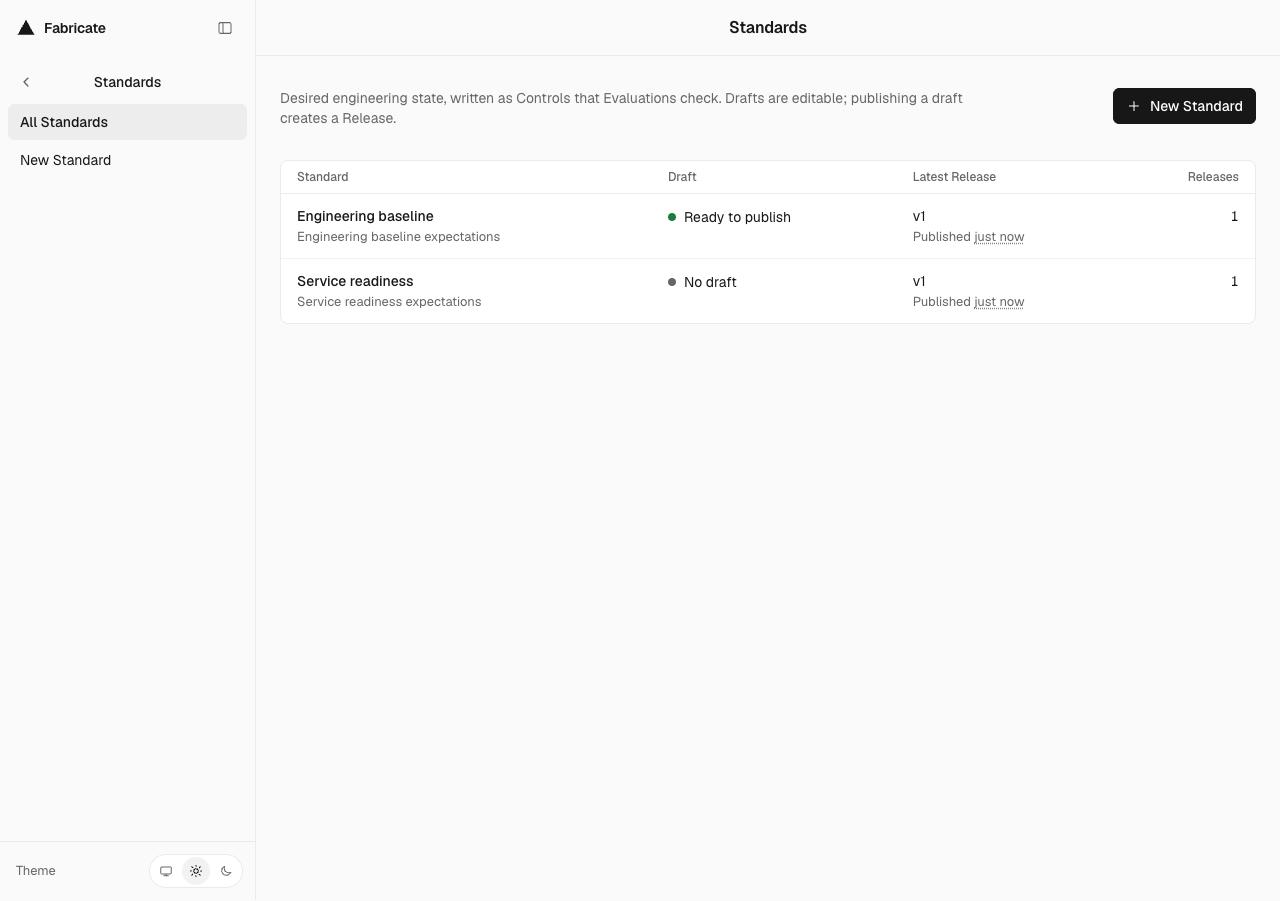 Fabricate
Standards
Standards
All Standards
New Standard
Desired engineering state, written as Controls that Evaluations check. Drafts are editable; publishing a draft
creates a Release.
New Standard
Standard Draft Latest Release Releases
Engineering baseline Ready to publish v1 1
Engineering baseline expectations Published just now
Service readiness No draft v1 1
Service readiness expectations Published just now
Theme